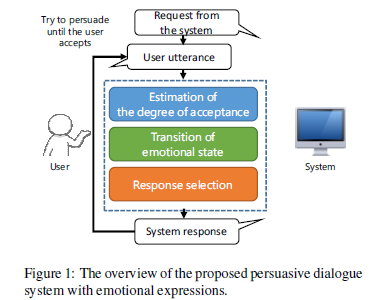 Try to persuade
until the user
accepts
Request from
the system
User utterance
Estimation of
the degree of acceptance
Transition of
emotional state
Response selection
User
System
System response
Figure 1: The overview of the proposed persuasive dialogue
system with emotional expressions.